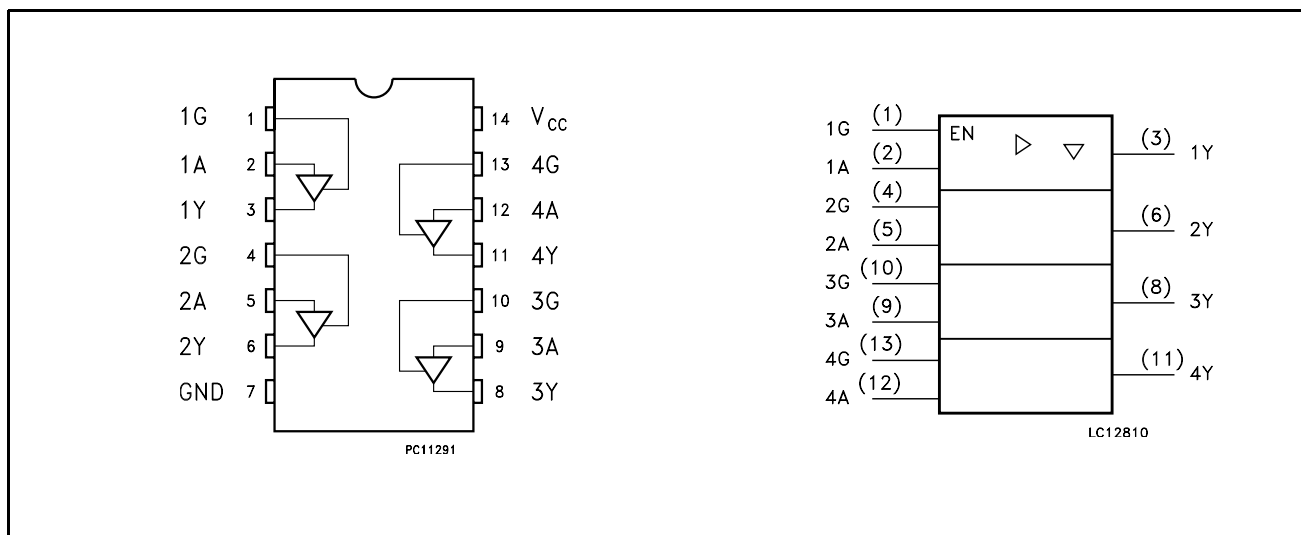 1G 1
1A 2
1Y 3
2G 4
2A 5
2Y 6
GND 7
14 VCC
13 4G
12 4A
11 4Y
10 3G
9 3A
8 3Y
PC11291
1G (1)
1A (2)
2G (4)
2A (5)
3G (10)
3A (9)
4G (13)
4A (12)
EN
(3) 1Y
(6) 2Y
(8) 3Y
(11) 4Y
LC12810